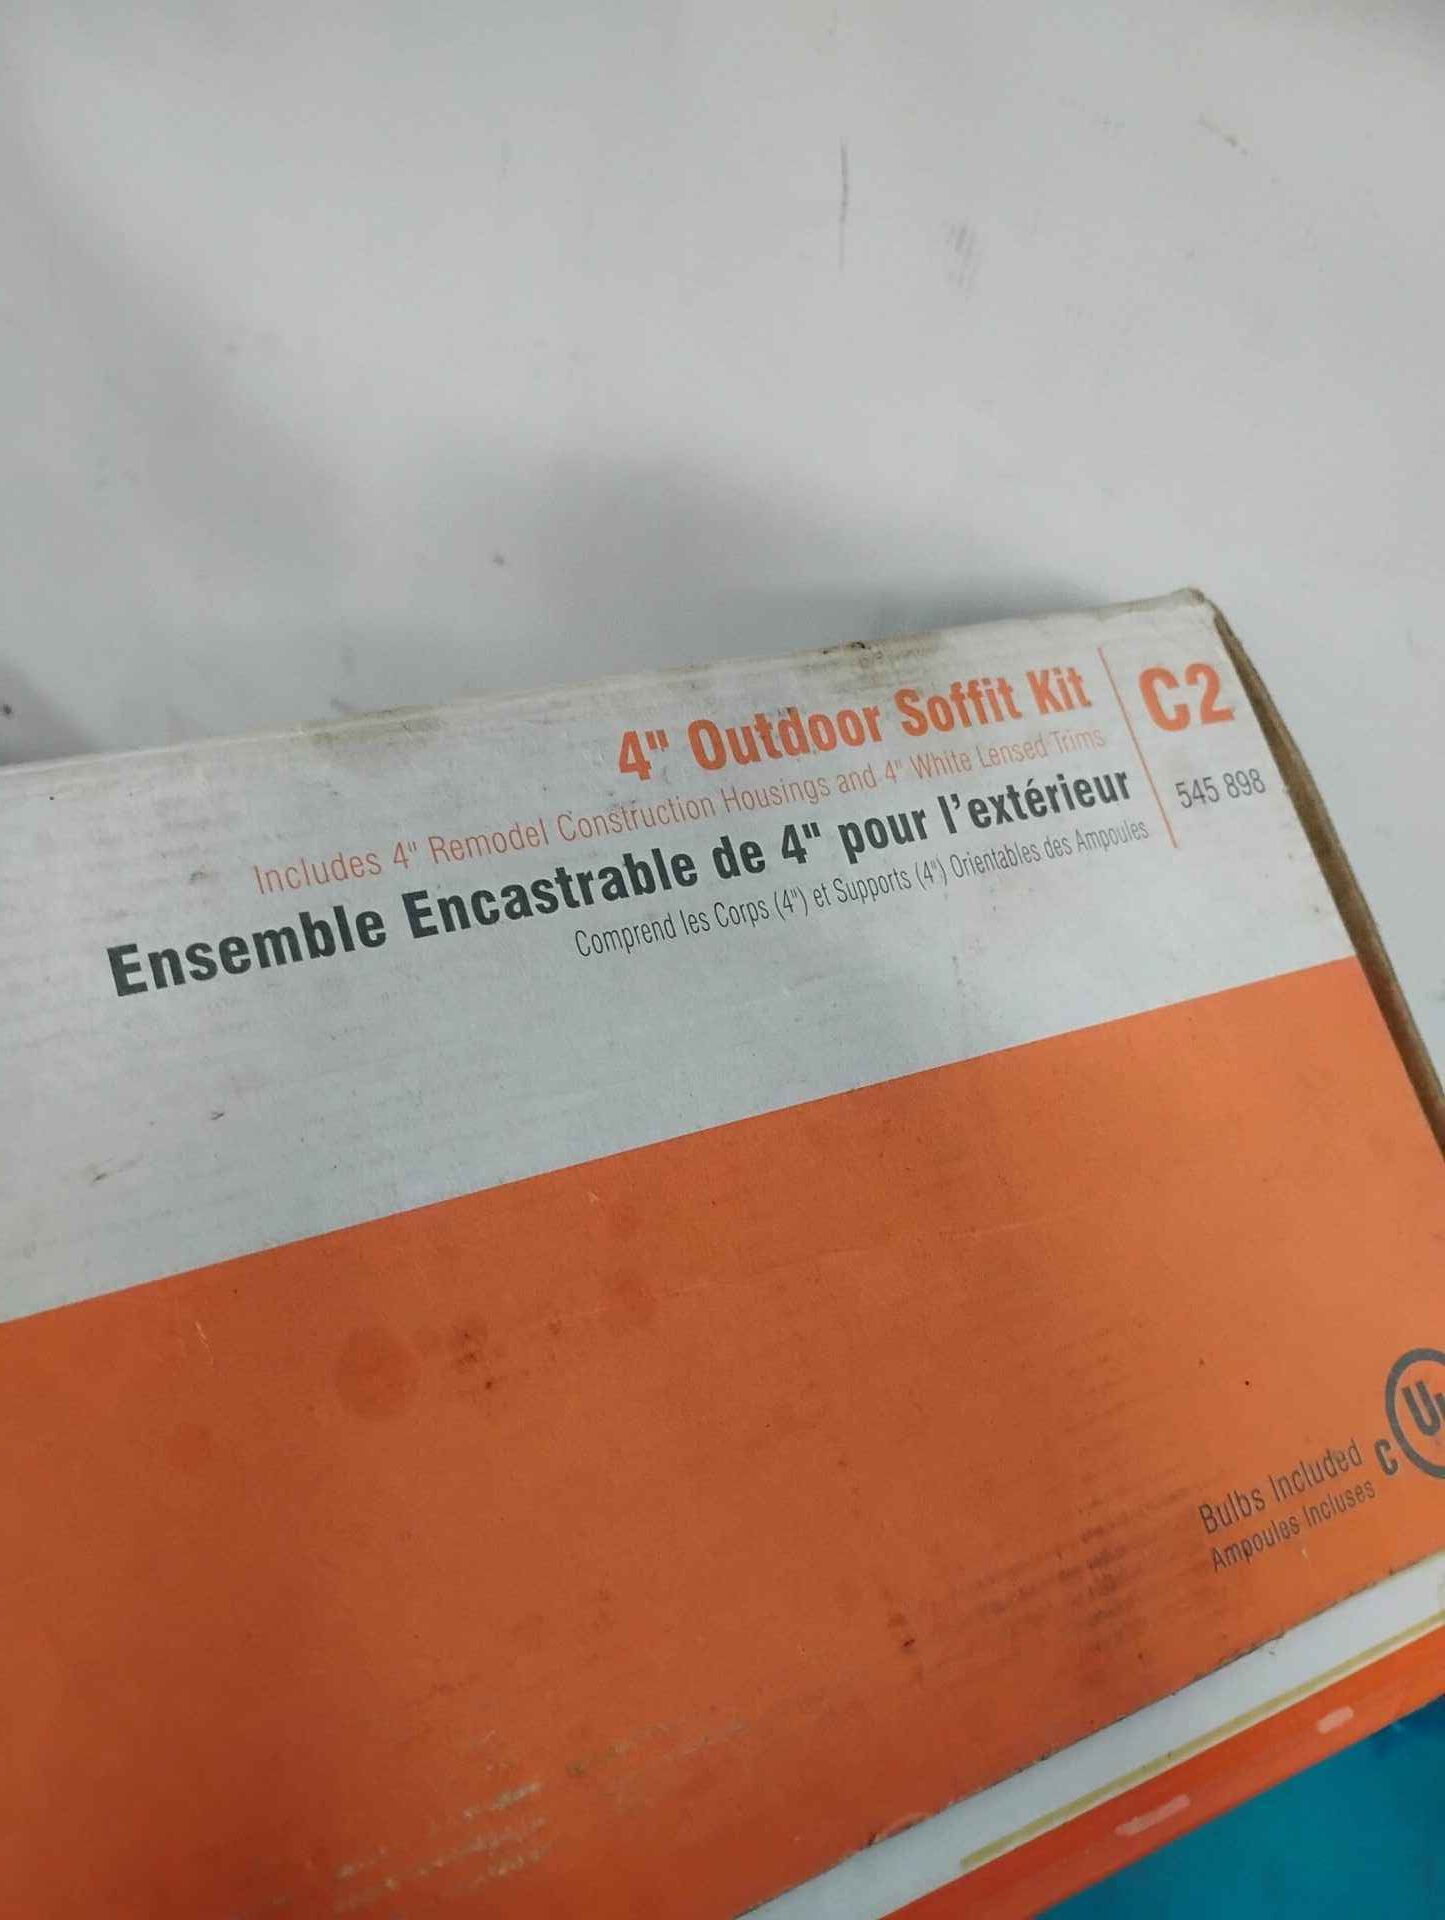 4" Outdoor Soffit Kit
Includes 4" Remodel Construction Housings and 4" White Lensed Trims
Ensemble Encastrable de 4" pour l'extérieur
Comprend les Corps (4") et Supports (4") Orientables des Ampoules
C2
545 898
Bulbs Included
Ampoules Incluses
C